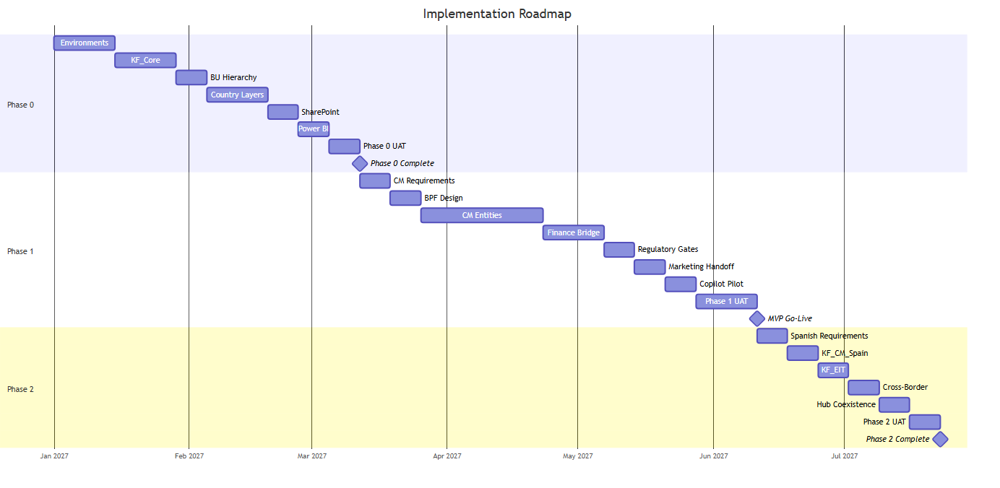 Implementation Roadmap
Environments
KF_Core
BU Hierarchy
Country Layers
Phase 0
SharePoint
Power BI
Phase 0 UAT
Phase 0 Complete
CM Requirements
BPF Design
CM Entities
Finance Bridge
Regulatory Gates
Phase 1
Marketing Handoff
Copilot Pilot
Phase 1 UAT
MVP Go-Live
Spanish Requirements
KF_CM_Spain
KF_EIT
Cross-Border
Phase 2
Hub Coexistence
Phase 2 UAT
Phase 2 Complete
Jan 2027 Feb 2027 Mar 2027 Apr 2027 May 2027 Jun 2027 Jul 2027